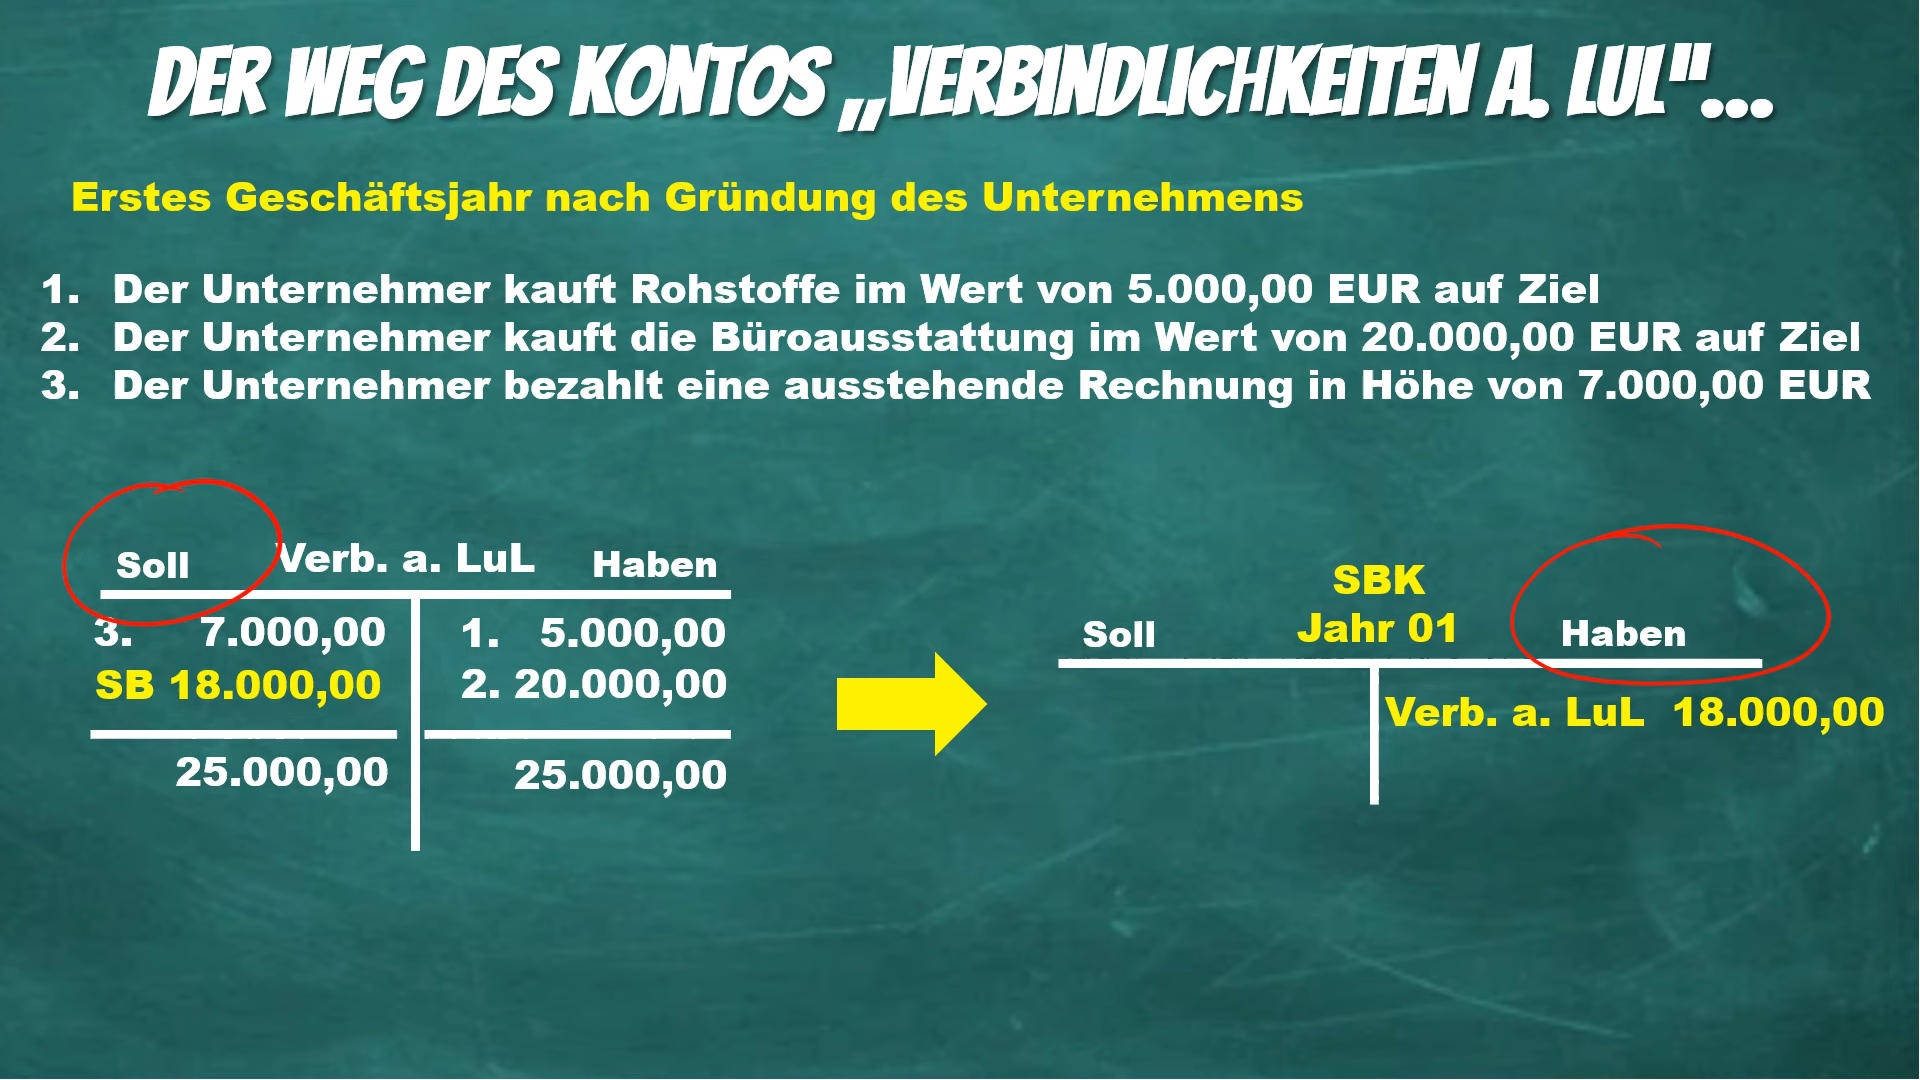 DER WEG DES KONTOS „VERBINDLICHKEITEN A. LUL"...
Erstes Geschäftsjahr nach Gründung des Unternehmens
1. Der Unternehmer kauft Rohstoffe im Wert von 5.000,00 EUR auf Ziel
2. Der Unternehmer kauft die Büroausstattung im Wert von 20.000,00 EUR auf Ziel
3. Der Unternehmer bezahlt eine ausstehende Rechnung in Höhe von 7.000,00 EUR
Soll Verb. a. LuL Haben
3. 7.000,00 1. 5.000,00
SB 18.000,00 2. 20.000,00
25.000,00 25.000,00
SBK
Soll Jahr 01 Haben
Verb. a. LuL 18.000,00